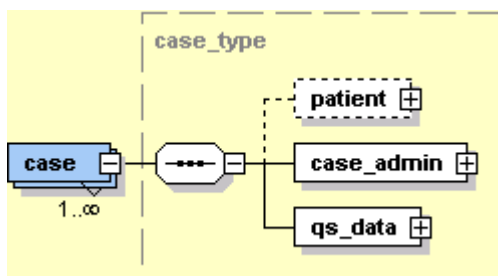 case_type
patient
case
case_admin
1..∞
qs_data